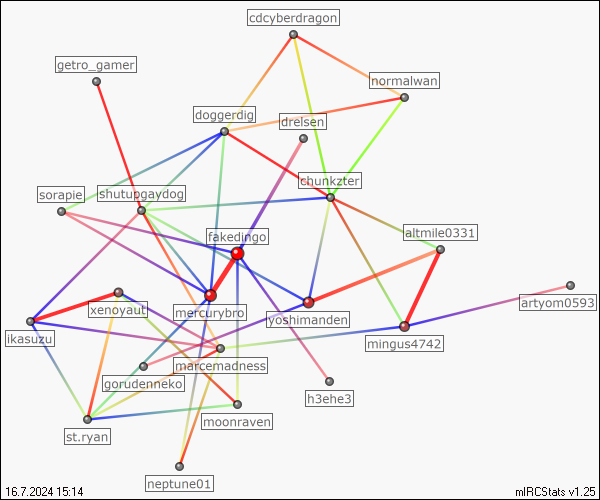 cdcyberdragon
getro_gamer
normalwan
doggerdig
drelsen
chunkzter
sorapie
shutupgaydog
altmile0331
fakedingo
artyom0593
xenoyaut
mercurybro
yoshimanden
ikasuzu
mingus4742
marcemadness
gorudenneko
h3ehe3
moonraven
st.ryan
neptune01
16.7.2024 15:14
mIRCStats v1.25